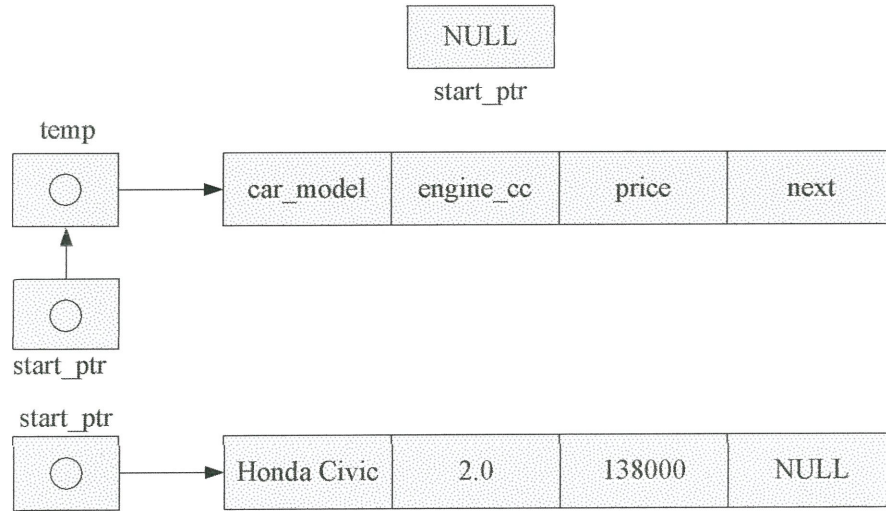 NULL
start_ptr
temp
car_model engine_cc price next
start_ptr
start_ptr
Honda Civic 2.0 138000 NULL